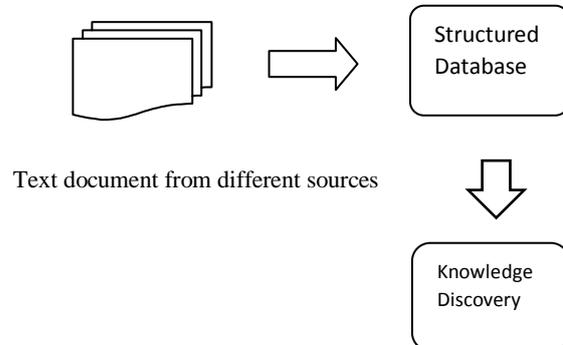 Structured
Database
Text document from different sources
Knowledge
Discovery